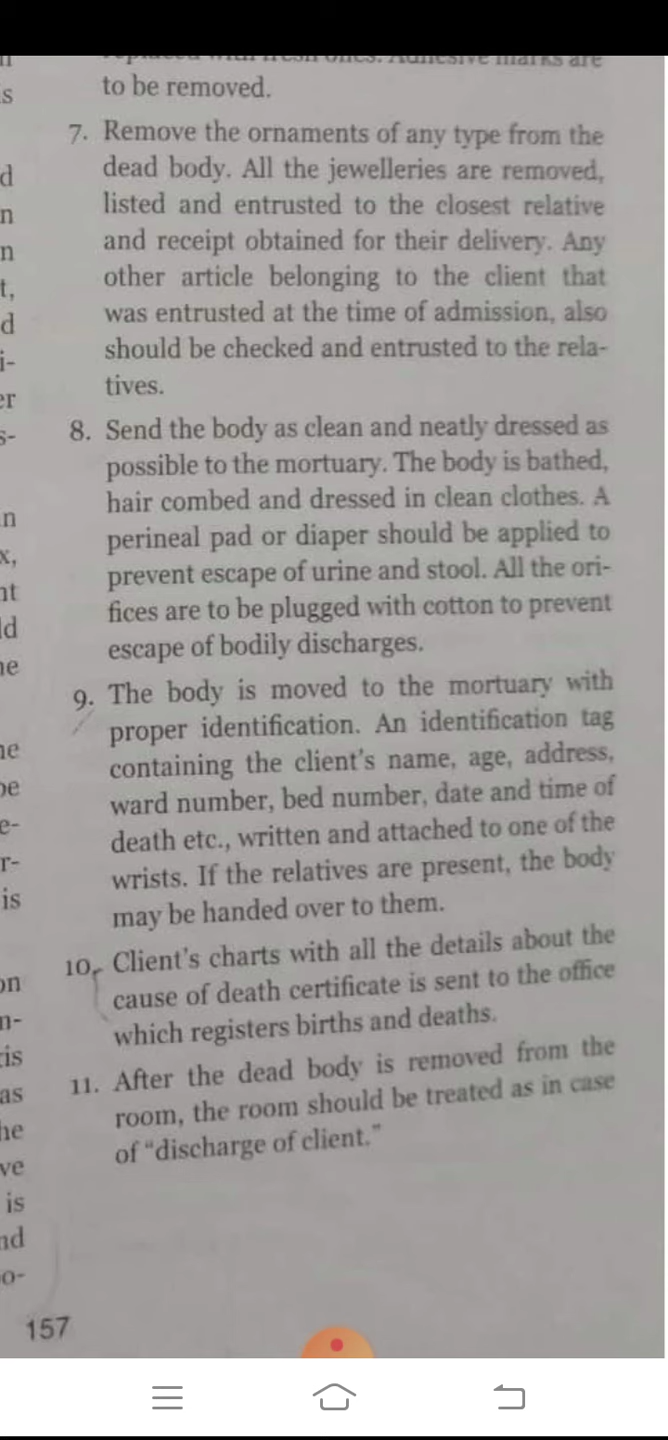 to be removed.
7. Remove the ornaments of any type from the
dead body. All the jewelleries are removed,
listed and entrusted to the closest relative
and receipt obtained for their delivery. Any
other article belonging to the client that
was entrusted at the time of admission, also
should be checked and entrusted to the rela-
tives.
8. Send the body as clean and neatly dressed as
possible to the mortuary. The body is bathed,
hair combed and dressed in clean clothes. A
perineal pad or diaper should be applied to
prevent escape of urine and stool. All the ori-
fices are to be plugged with cotton to prevent
escape of bodily discharges.
9. The body is moved to the mortuary with
proper identification. An identification tag
containing the client's name, age, address,
ward number, bed number, date and time of
death etc., written and attached to one of the
wrists. If the relatives are present, the body
may be handed over to them.
10. Client's charts with all the details about the
cause of death certificate is sent to the office
which registers births and deaths.
11. After the dead body is removed from the
room, the room should be treated as in case
of "discharge of client."
157